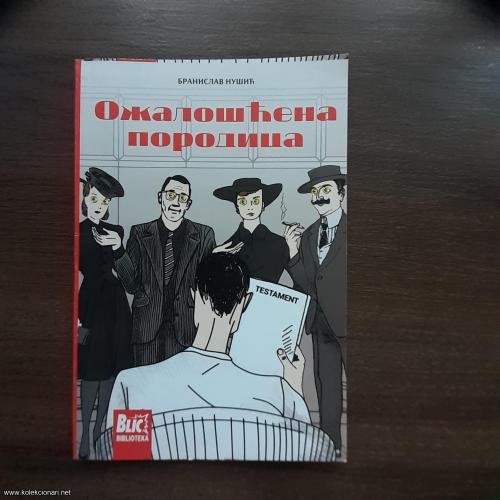 БРАНИСЛАВ НУШИЋ
Ожалошћена
породица
TESTAMENT
BLIC
BIBLIOTEKA
www.kolekcionari.net